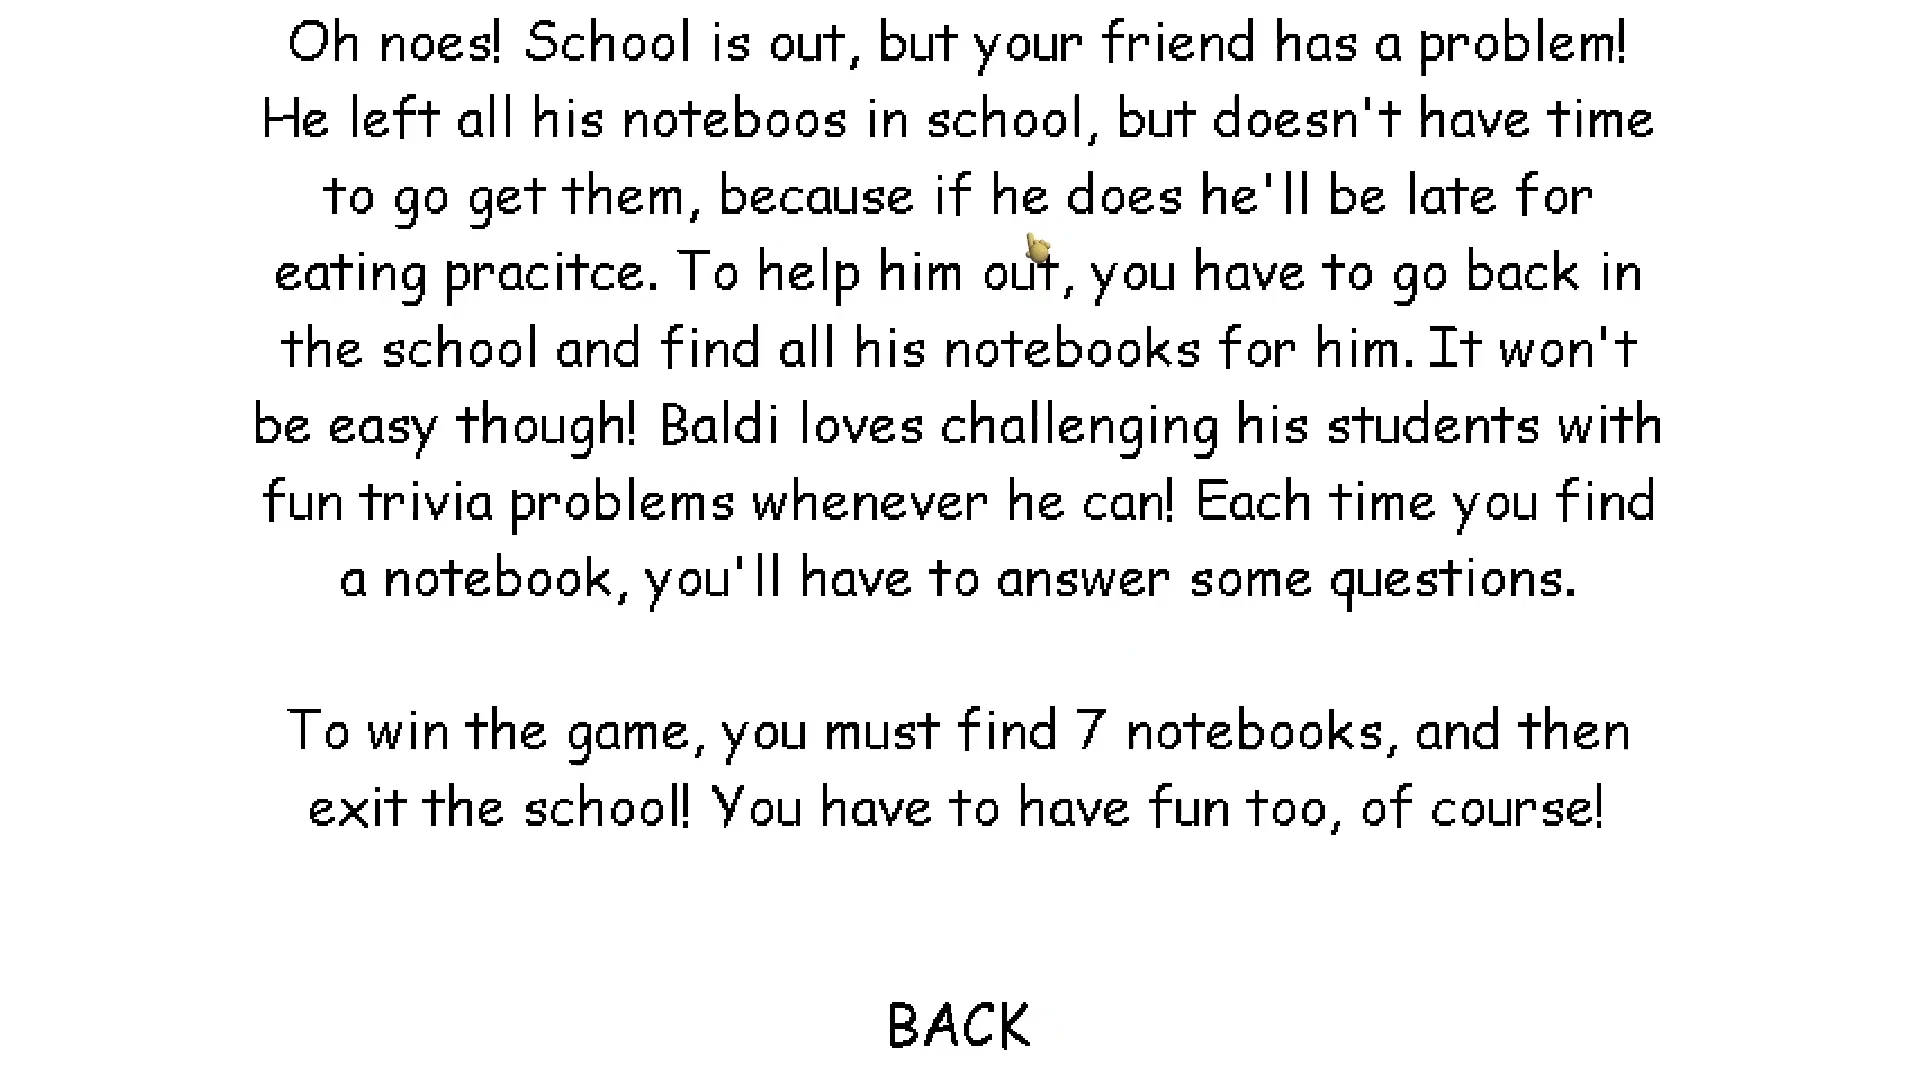 Oh noes! School is out, but your friend has a problem!
He left all his noteboos in school, but doesn't have time
to go get them, because if he does he'll be late for
eating pracitce. To help him out, you have to go back in
the school and find all his notebooks for him. It won't
be easy though! Baldi loves challenging his students with
fun trivia problems whenever he can! Each time you find
a notebook, you'll have to answer some questions.
To win the game, you must find 7 notebooks, and then
exit the school! You have to have fun too, of course!
BACK